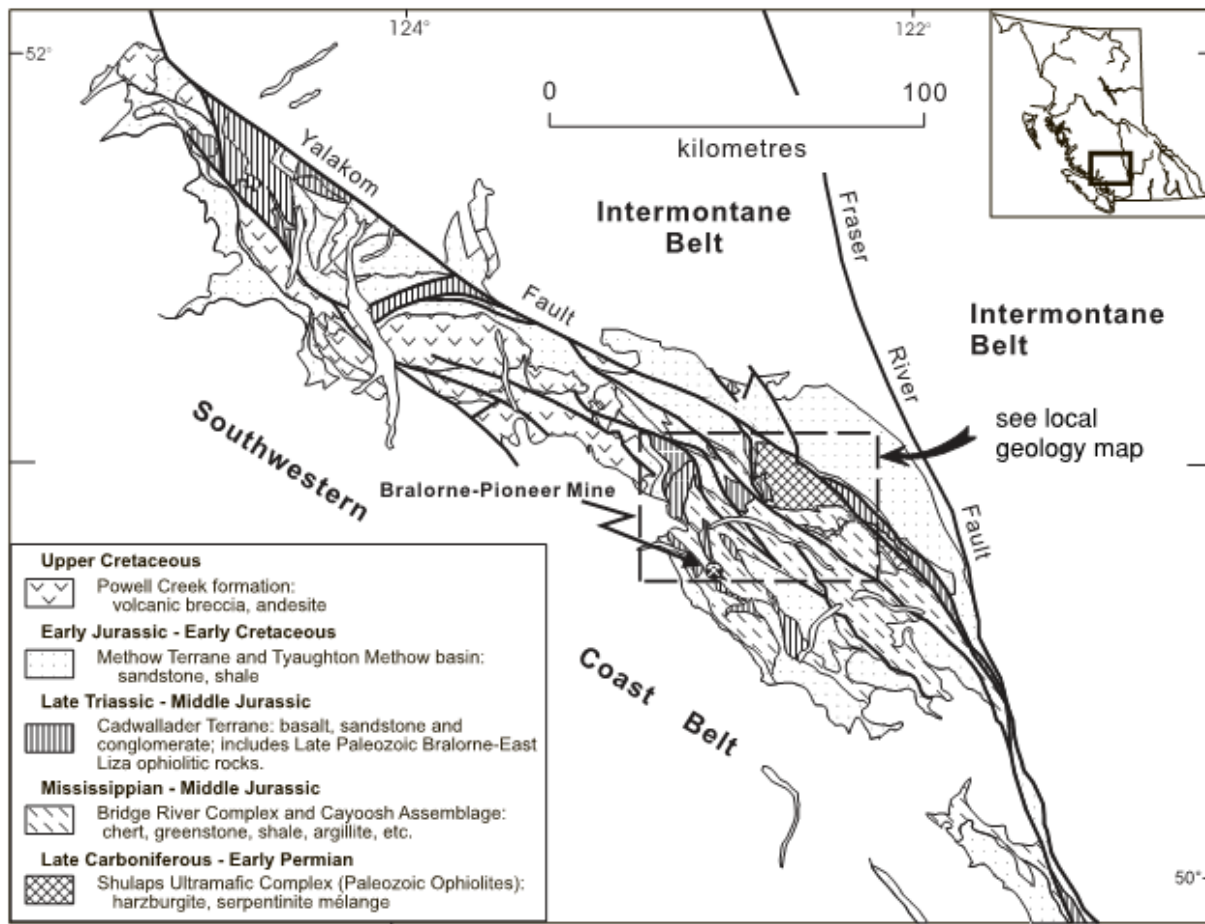 124°
122°
52°
0 100
kilometres
Yalakom
Fault
Intermontane
Belt
Fraser
River
Fault
Intermontane
Belt
see local
geology map
Southwestern
Bralorne-Pioneer Mine
Coast Belt
50°
Upper Cretaceous
Powell Creek formation:
volcanic breccia, andesite
Early Jurassic - Early Cretaceous
Methow Terrane and Tyaughton Methow basin:
sandstone, shale
Late Triassic - Middle Jurassic
Cadwallader Terrane: basalt, sandstone and
conglomerate; includes Late Paleozoic Bralorne-East
Liza ophiolitic rocks.
Mississippian - Middle Jurassic
Bridge River Complex and Cayoosh Assemblage:
chert, greenstone, shale, argillite, etc.
Late Carboniferous - Early Permian
Shulaps Ultramafic Complex (Paleozoic Ophiolites):
harzburgite, serpentinite mélange